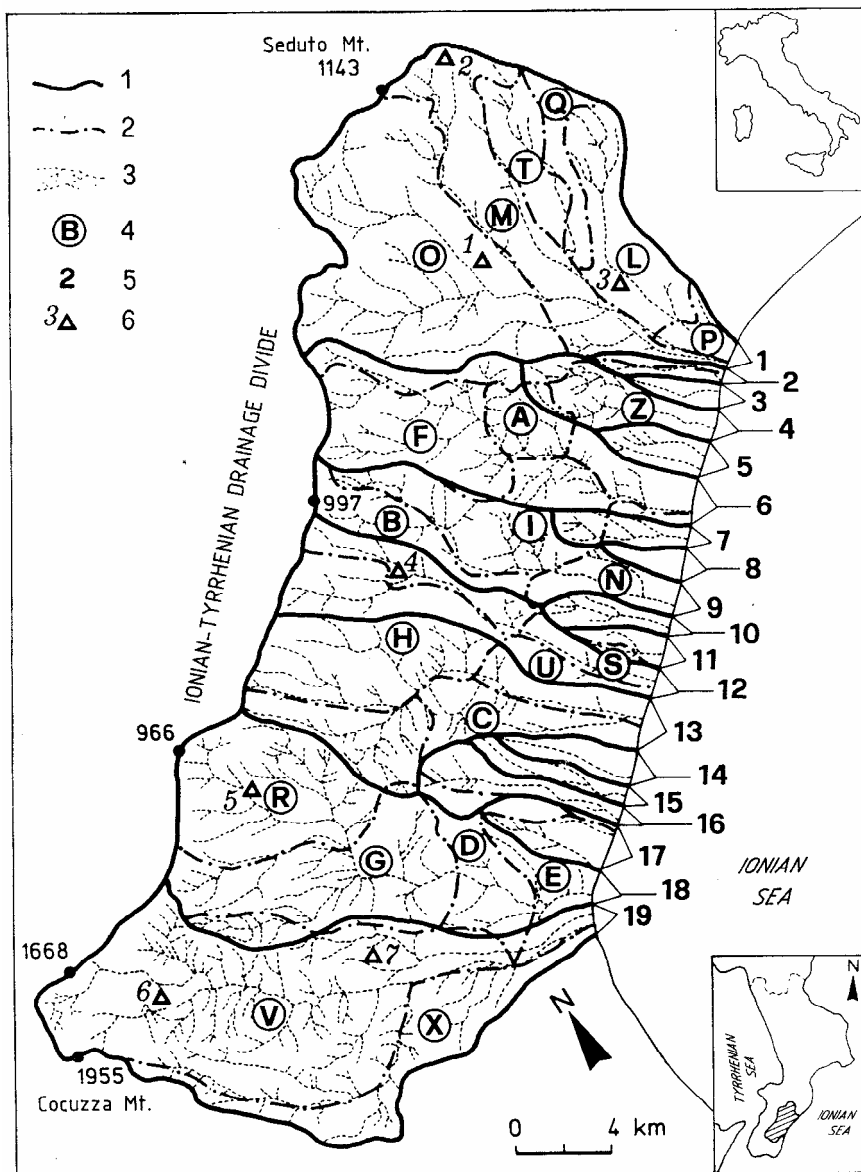 Seduto Mt.
1143
1
2
3
B 4
2 5
3 6
2
Q
T
M
1
O
L
3
P
1
2
3
4
5
6
7
8
9
10
11
12
13
14
15
16
17
18
19
Z
A
F
IONIAN-TYRRHENIAN DRAINAGE DIVIDE
997
B
I
4
N
H
U
S
C
966
5
R
G
D
E
IONIAN
SEA
1668
7
6
V
X
N
1955
Cocuzza Mt.
0 4 km
N
TYRRHENIAN
SEA
IONIAN
SEA